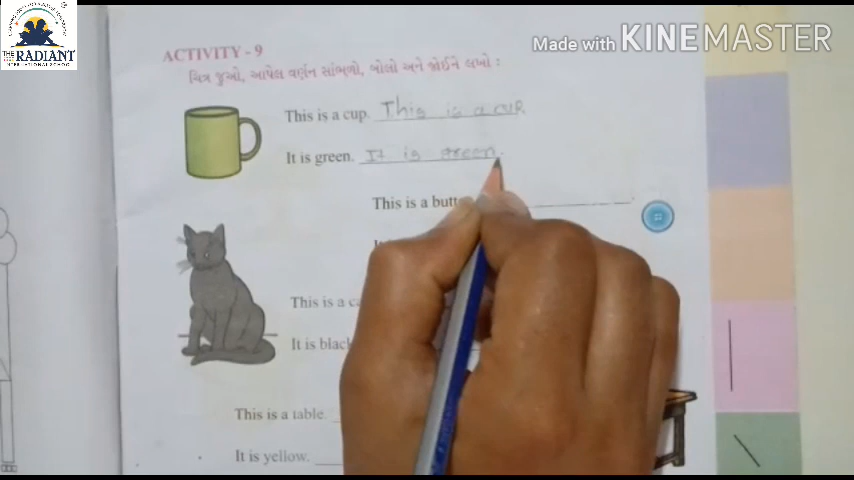 THE RADIANT
INTERNATIONAL SCHOOL
Made with KINEMASTER
ACTIVITY - 9
ચિત્ર જુઓ, આપેલ વર્ણન સાંભળો, બોલો અને જોઈને લખો :
This is a cup. This is a cup.
It is green. It is green.
This is a butt
This is a ca
It is black
This is a table.
It is yellow.